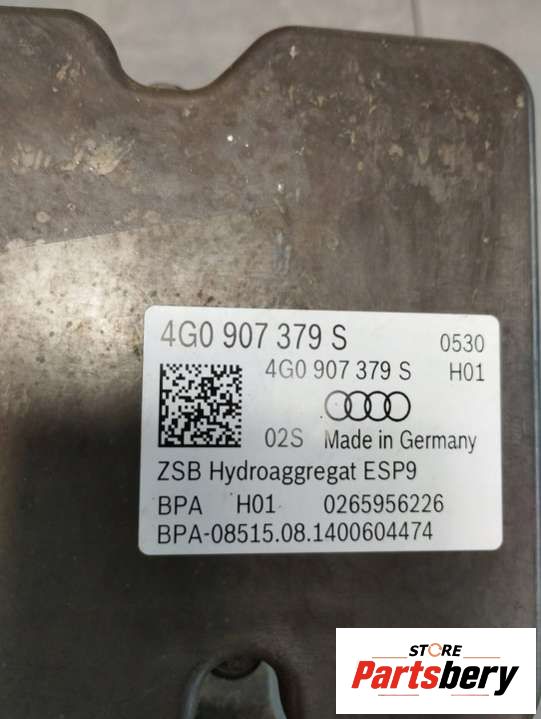 4G0 907 379 S 0530
4G0 907 379 S H01
02S Made in Germany
ZSB Hydroaggregat ESP9
BPA H01 0265956226
BPA-08515.08.1400604474
STORE
Partsbery